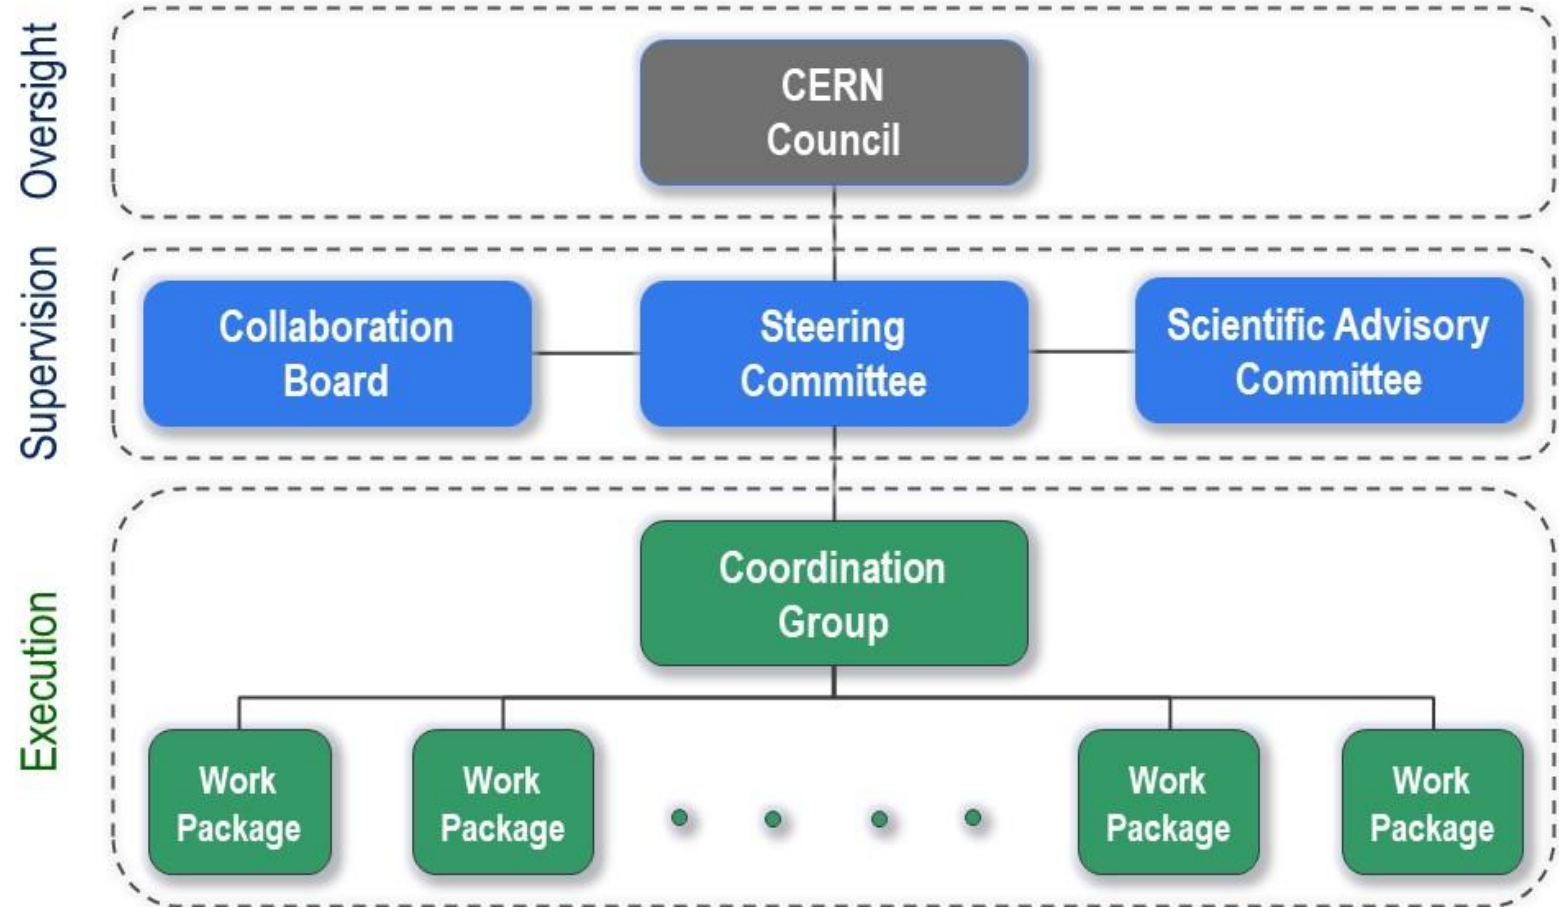 Oversight
CERN
Council
Supervision
Collaboration
Board
Steering
Committee
Scientific Advisory
Committee
Execution
Coordination
Group
Work
Package
Work
Package
Work
Package
Work
Package